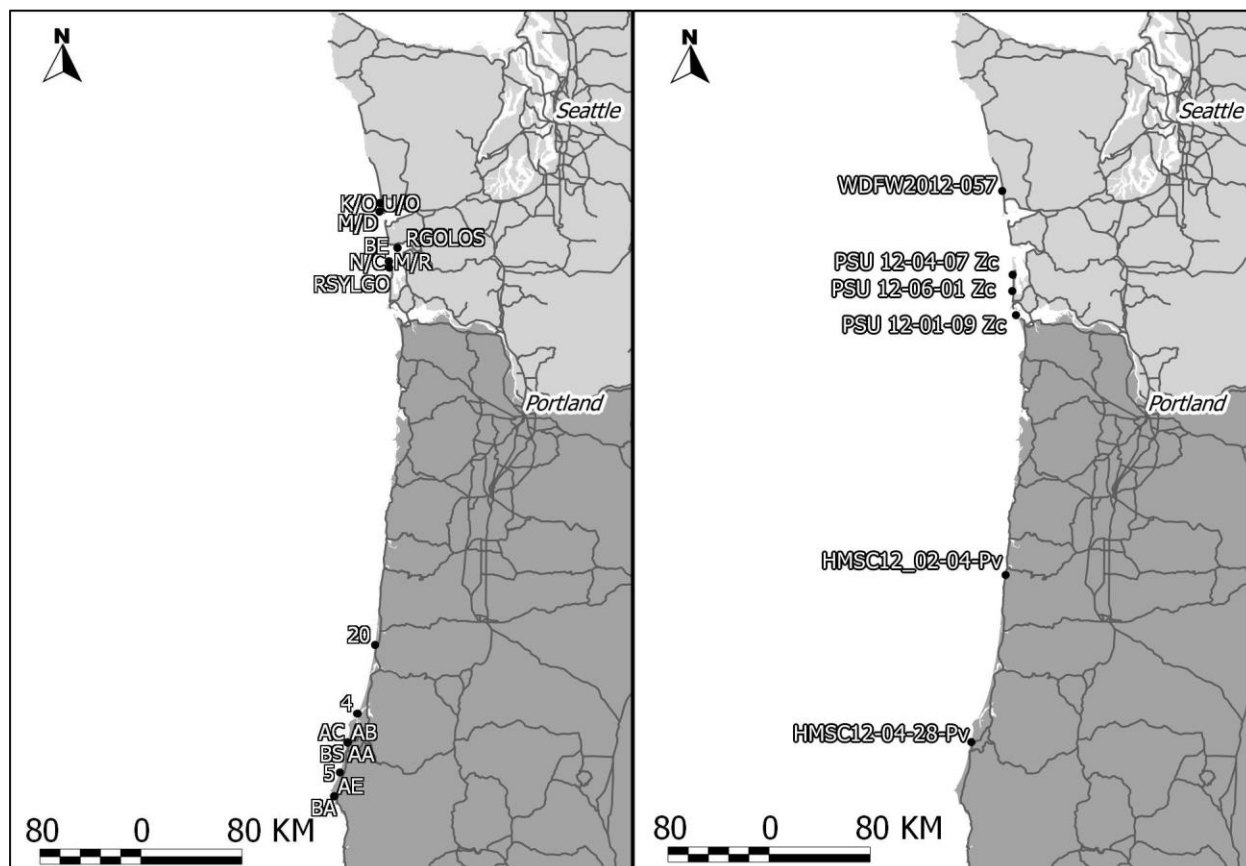 N
Seattle
K/O U/O
M/D
BE RGOLOS
N/C M/R
RSYLGO
Portland
20
4
AC AB
BS AA
5
AE
BA
80 0 80 KM
N
Seattle
WDFW2012-057
PSU 12-04-07 Zc
PSU 12-06-01 Zc
PSU 12-01-09 Zc
Portland
HMSC12_02-04-Pv
HMSC12-04-28-Pv
80 0 80 KM